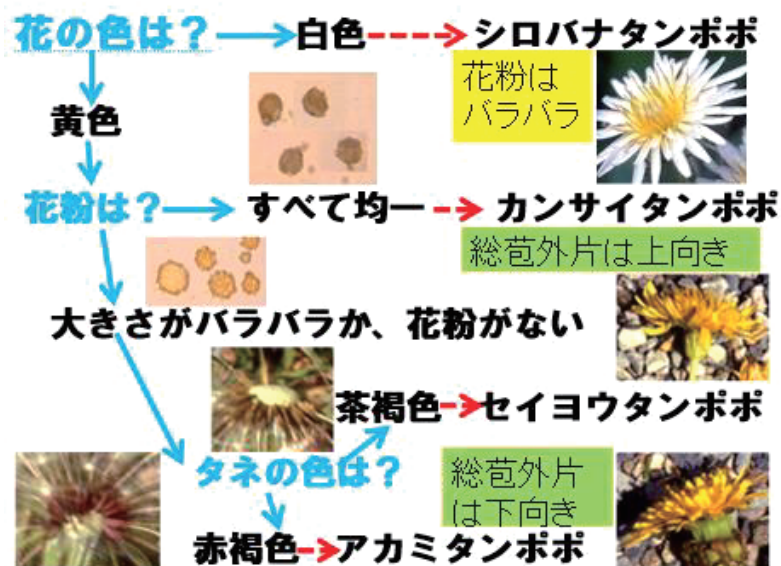 花の色は？
白色
シロバナタンポポ
花粉は
バラバラ
黄色
花粉は？
すべて均一
カンサイタンポポ
総苞外片は上向き
大きさがバラバラか、花粉がない
茶褐色
セイヨウタンポポ
タネの色は？
総苞外片
は下向き
赤褐色
アカミタンポポ